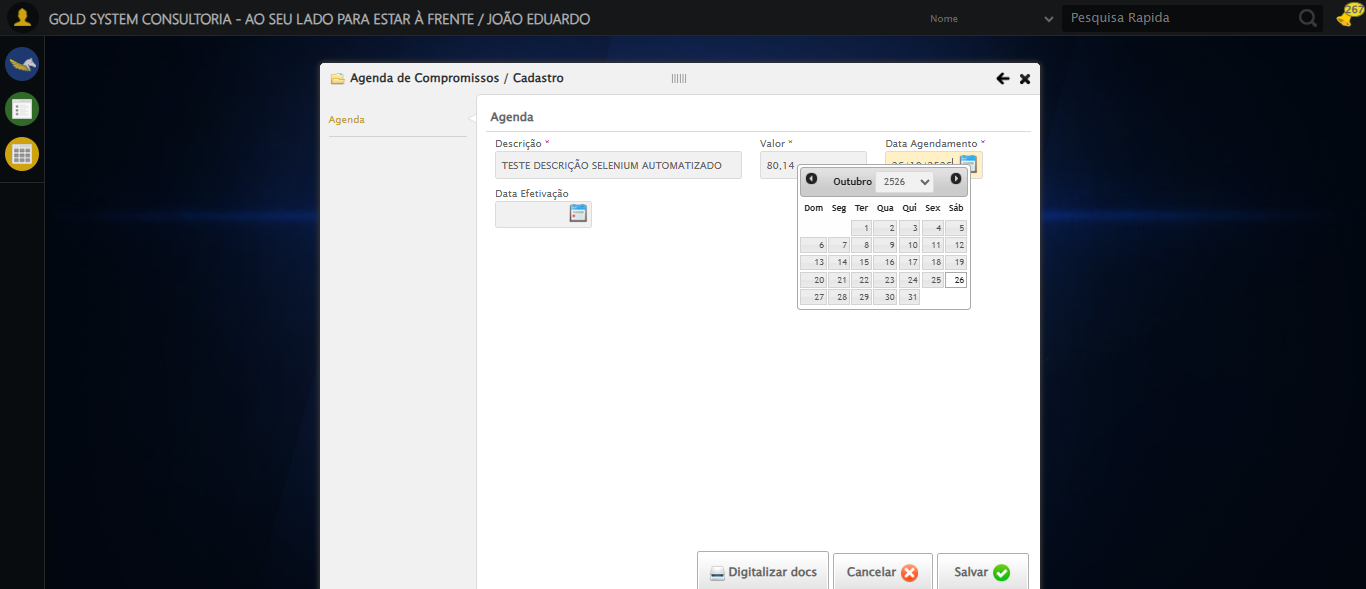 GOLD SYSTEM CONSULTORIA - AO SEU LADO PARA ESTAR À FRENTE / JOÃO EDUARDO
Nome
Pesquisa Rapida
267
Agenda de Compromissos / Cadastro
Agenda
Agenda
Descrição *
Valor *
Data Agendamento *
TESTE DESCRIÇÃO SELENIUM AUTOMATIZADO
80,14
Data Efetivação
Outubro 2526
Dom Seg Ter Qua Qui Sex Sáb
1 2 3 4 5
6 7 8 9 10 11 12
13 14 15 16 17 18 19
20 21 22 23 24 25 26
27 28 29 30 31
Digitalizar docs
Cancelar
Salvar